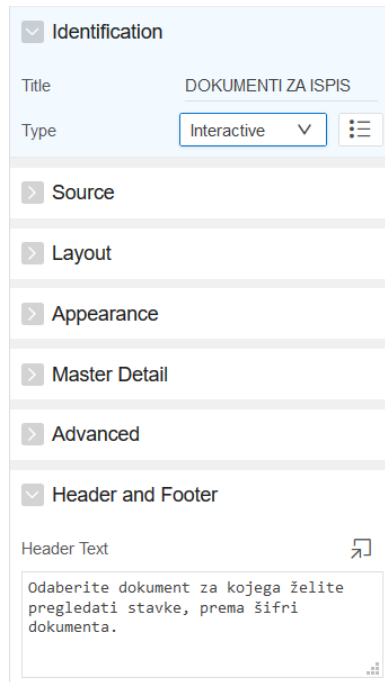 Identification
Title DOKUMENTI ZA ISPIS
Type Interactive
Source
Layout
Appearance
Master Detail
Advanced
Header and Footer
Header Text
Odaberite dokument za kojega želite
pregledati stavke, prema šifri
dokumenta.